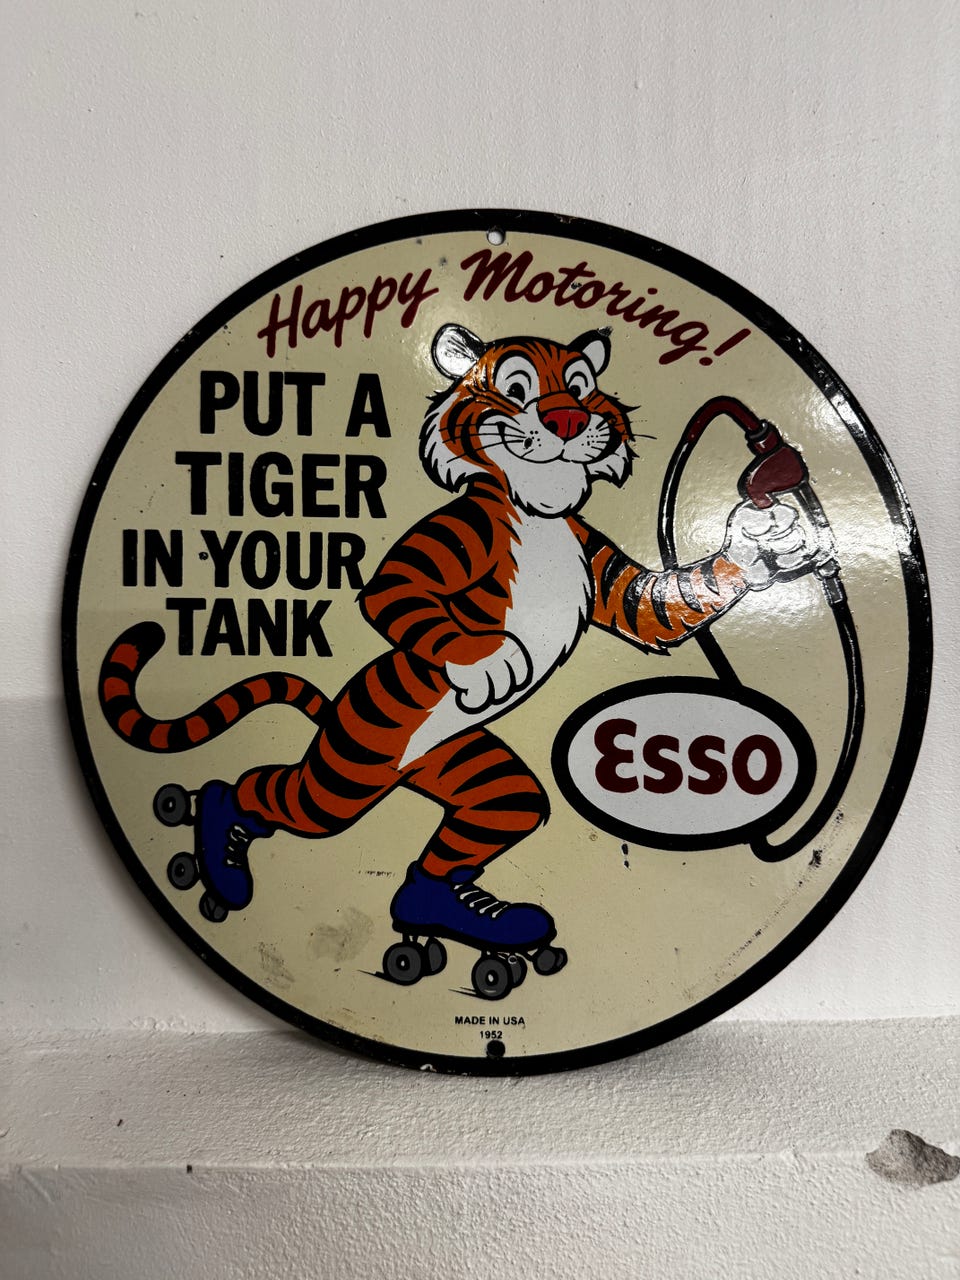 Happy Motoring!
PUT A
TIGER
IN YOUR
TANK
Esso
MADE IN USA
1952